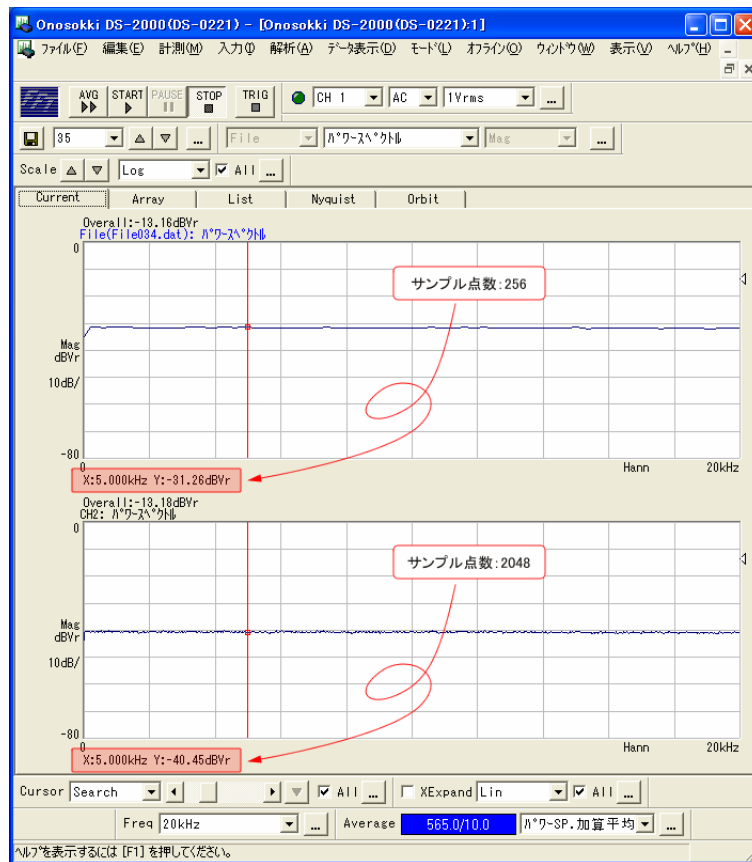 Onosokki DS-2000(DS-0221) - [Onosokki DS-2000(DS-0221):1]
ファイル(F) 編集(E) 計測(M) 入力(I) 解析(A) データ表示(D) モード(L) オフライン(O) ウィンドウ(W) 表示(V) ヘルプ(H)
AVG START PAUSE STOP TRIG CH 1 AC 1Vrms ...
35 ... File パワースペクトル Mag ...
Scale Log All ...
Current Array List Nyquist Orbit
Overall:-13.16dBVr
File(File034.dat): パワースペクトル
0
サンプル点数:256
Mag
dBVr
10dB/
-80
0 Hann 20kHz
X:5.000kHz Y:-31.26dBVr
Overall:-13.18dBVr
CH2: パワースペクトル
0
サンプル点数:2048
Mag
dBVr
10dB/
-80
0 Hann 20kHz
X:5.000kHz Y:-40.45dBVr
Cursor Search All ... XExpand Lin All ...
Freq 20kHz ... Average 565.0/10.0 パワーSP.加算平均 ...
ヘルプを表示するには [F1] を押してください。